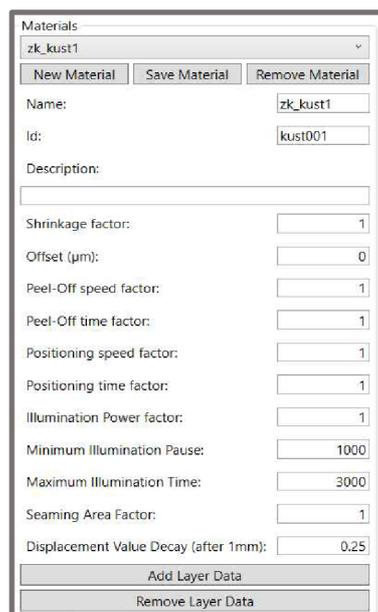 Materials
zk_kust1
New Material Save Material Remove Material
Name: zk_kust1
Id: kust001
Description:
Shrinkage factor: 1
Offset (µm): 0
Peel-Off speed factor: 1
Peel-Off time factor: 1
Positioning speed factor: 1
Positioning time factor: 1
Illumination Power factor: 1
Minimum Illumination Pause: 1000
Maximum Illumination Time: 3000
Seaming Area Factor: 1
Displacement Value Decay (after 1mm): 0.25
Add Layer Data
Remove Layer Data